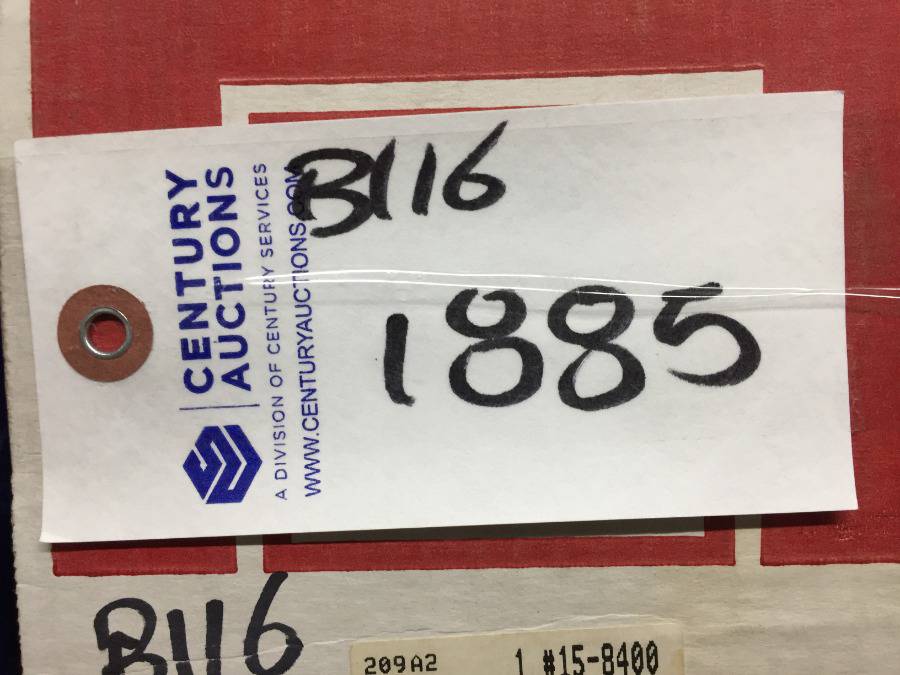 CENTURY
AUCTIONS
A DIVISION OF CENTURY SERVICES
WWW.CENTURYAUCTIONS.COM
B116
1885
B116
209A2 1 #15-8400